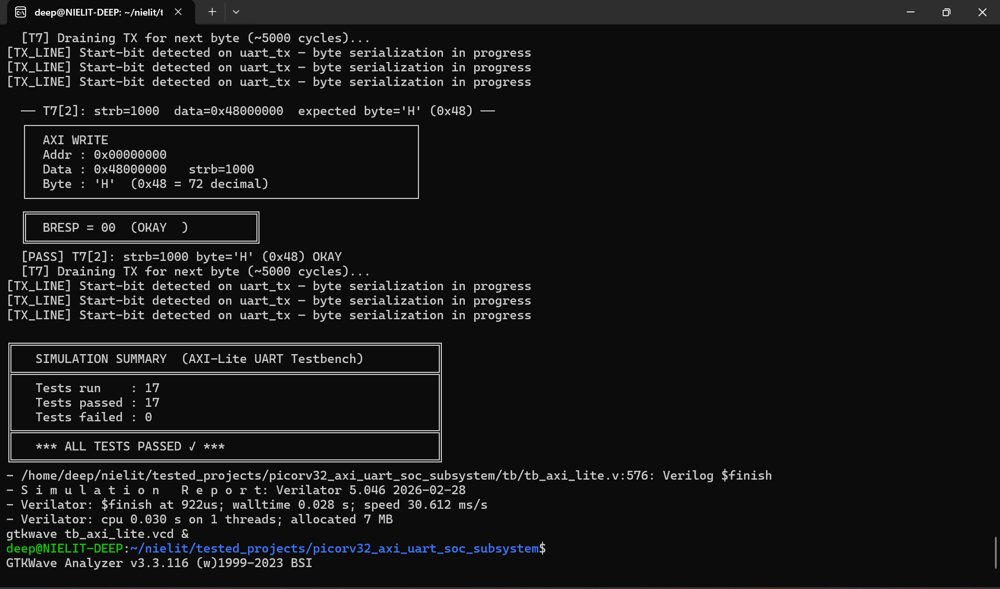 deep@NIELIT-DEEP: ~/nielit/t
[T7] Draining TX for next byte (~5000 cycles)...
[TX_LINE] Start-bit detected on uart_tx — byte serialization in progress
[TX_LINE] Start-bit detected on uart_tx — byte serialization in progress
[TX_LINE] Start-bit detected on uart_tx — byte serialization in progress
── T7[2]: strb=1000  data=0x48000000  expected byte='H' (0x48) ──
AXI WRITE
Addr : 0x00000000
Data : 0x48000000   strb=1000
Byte : 'H'  (0x48 = 72 decimal)
BRESP = 00  (OKAY  )
[PASS] T7[2]: strb=1000 byte='H' (0x48) OKAY
[T7] Draining TX for next byte (~5000 cycles)...
[TX_LINE] Start-bit detected on uart_tx — byte serialization in progress
[TX_LINE] Start-bit detected on uart_tx — byte serialization in progress
[TX_LINE] Start-bit detected on uart_tx — byte serialization in progress
SIMULATION SUMMARY  (AXI-Lite UART Testbench)
Tests run    : 17
Tests passed : 17
Tests failed : 0
*** ALL TESTS PASSED ✓ ***
- /home/deep/nielit/tested_projects/picorv32_axi_uart_soc_subsystem/tb/tb_axi_lite.v:576: Verilog $finish
- S i m u l a t i o n   R e p o r t: Verilator 5.046 2026-02-28
- Verilator: $finish at 922us; walltime 0.028 s; speed 30.612 ms/s
- Verilator: cpu 0.030 s on 1 threads; allocated 7 MB
gtkwave tb_axi_lite.vcd &
deep@NIELIT-DEEP:~/nielit/tested_projects/picorv32_axi_uart_soc_subsystem$
GTKWave Analyzer v3.3.116 (w)1999-2023 BSI